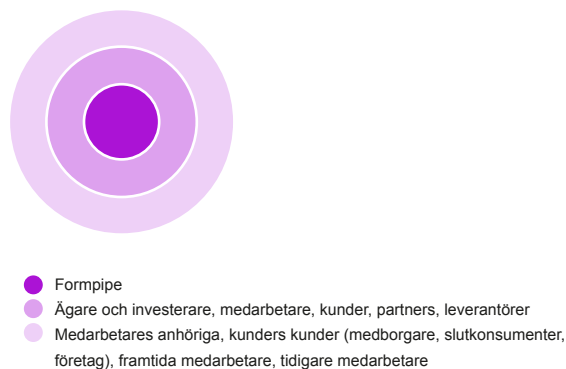 Formpipe
Ägare och investerare, medarbetare, kunder, partners, leverantörer
Medarbetares anhöriga, kunders kunder (medborgare, slutkonsumenter,
företag), framtida medarbetare, tidigare medarbetare